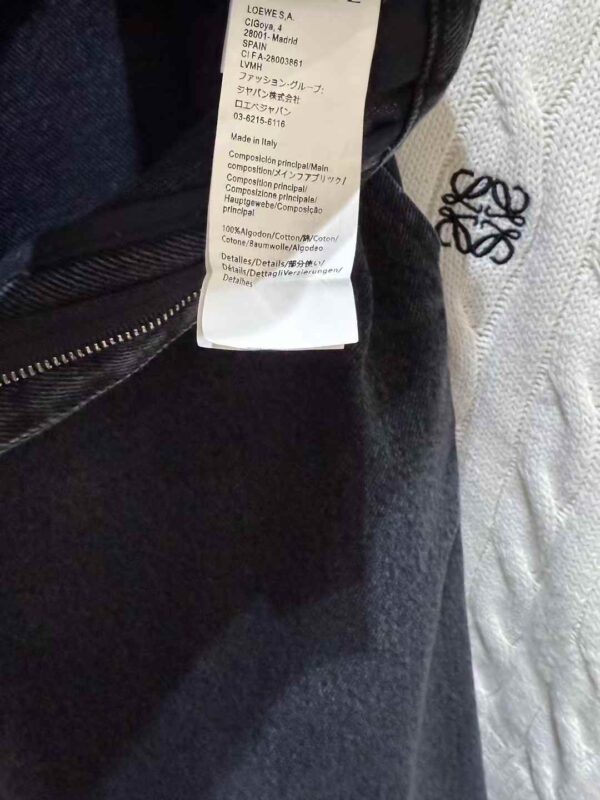 LOEWE S,A.
C|Goya, 4
28001- Madrid
SPAIN
CI F A-28003861
LVMH
ファッション·グループ:
ジャパン株式会社
ロエベジャパン
03-6215-6116
Made in Italy
Composición principal/Main
composition/メインファブリック/
Composition principal/
Composizione principale/
Hauptgewebe/Composição
principal
100%Algodon/Cotton/綿/Coton/
Cotone/Baumwolle/Algodao
Detalles/Details/部分使い/
Détails/DettagliVerzierungen/
Detalhes